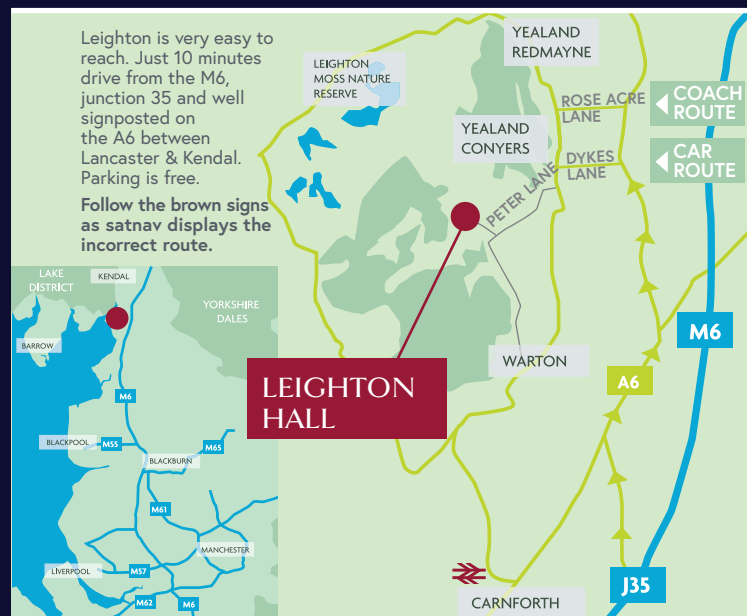 Leighton is very easy to
reach. Just 10 minutes
drive from the M6,
junction 35 and well
signposted on
the A6 between
Lancaster & Kendal.
Parking is free.
Follow the brown signs
as satnav displays the
incorrect route.
LEIGHTON
MOSS NATURE
RESERVE
YEALAND
REDMAYNE
YEALAND
CONYERS
ROSE ACRE
LANE
COACH
ROUTE
DYKES
LANE
CAR
ROUTE
PETER LANE
M6
WARTON
A6
LEIGHTON
HALL
J35
CARNFORTH
LAKE
DISTRICT
KENDAL
YORKSHIRE
DALES
BARROW
M6
BLACKPOOL
M55
M65
BLACKBURN
M61
MANCHESTER
LIVERPOOL
M57
M62
M6